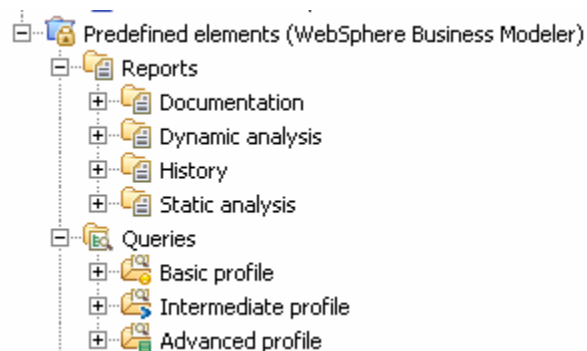 Predefined elements (WebSphere Business Modeler)
Reports
Documentation
Dynamic analysis
History
Static analysis
Queries
Basic profile
Intermediate profile
Advanced profile